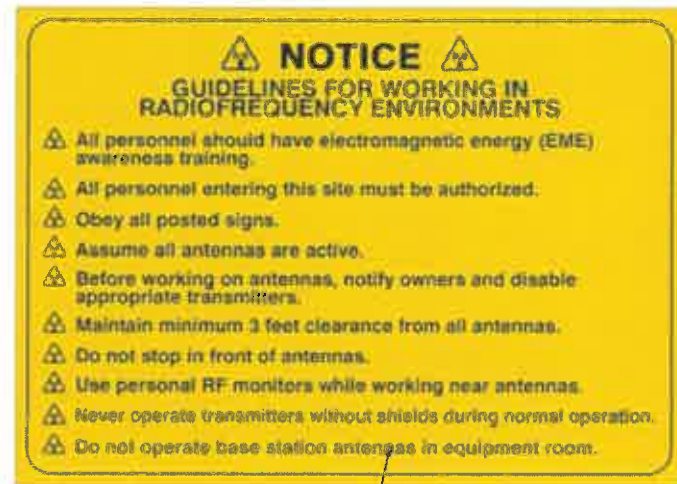 NOTICE
GUIDELINES FOR WORKING IN
RADIOFREQUENCY ENVIRONMENTS
All personnel should have electromagnetic energy (EME)
awareness training.
All personnel entering this site must be authorized.
Obey all posted signs.
Assume all antennas are active.
Before working on antennas, notify owners and disable
appropriate transmitters.
Maintain minimum 3 feet clearance from all antennas.
Do not stop in front of antennas.
Use personal RF monitors while working near antennas.
Never operate transmitters without shields during normal operation.
Do not operate base station antennas in equipment room.